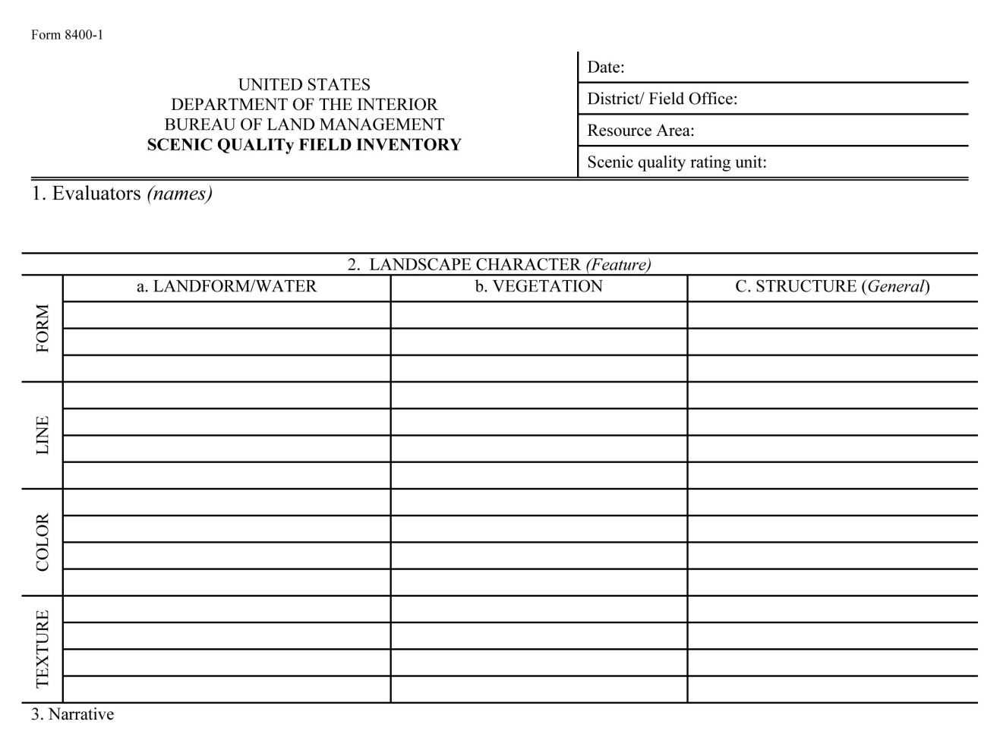 Form 8400-1
UNITED STATES
DEPARTMENT OF THE INTERIOR
BUREAU OF LAND MANAGEMENT
SCENIC QUALITy FIELD INVENTORY
Date:
District/ Field Office:
Resource Area:
Scenic quality rating unit:
1. Evaluators (names)
2. LANDSCAPE CHARACTER (Feature)
a. LANDFORM/WATER
b. VEGETATION
C. STRUCTURE (General)
FORM
LINE
COLOR
TEXTURE
3. Narrative